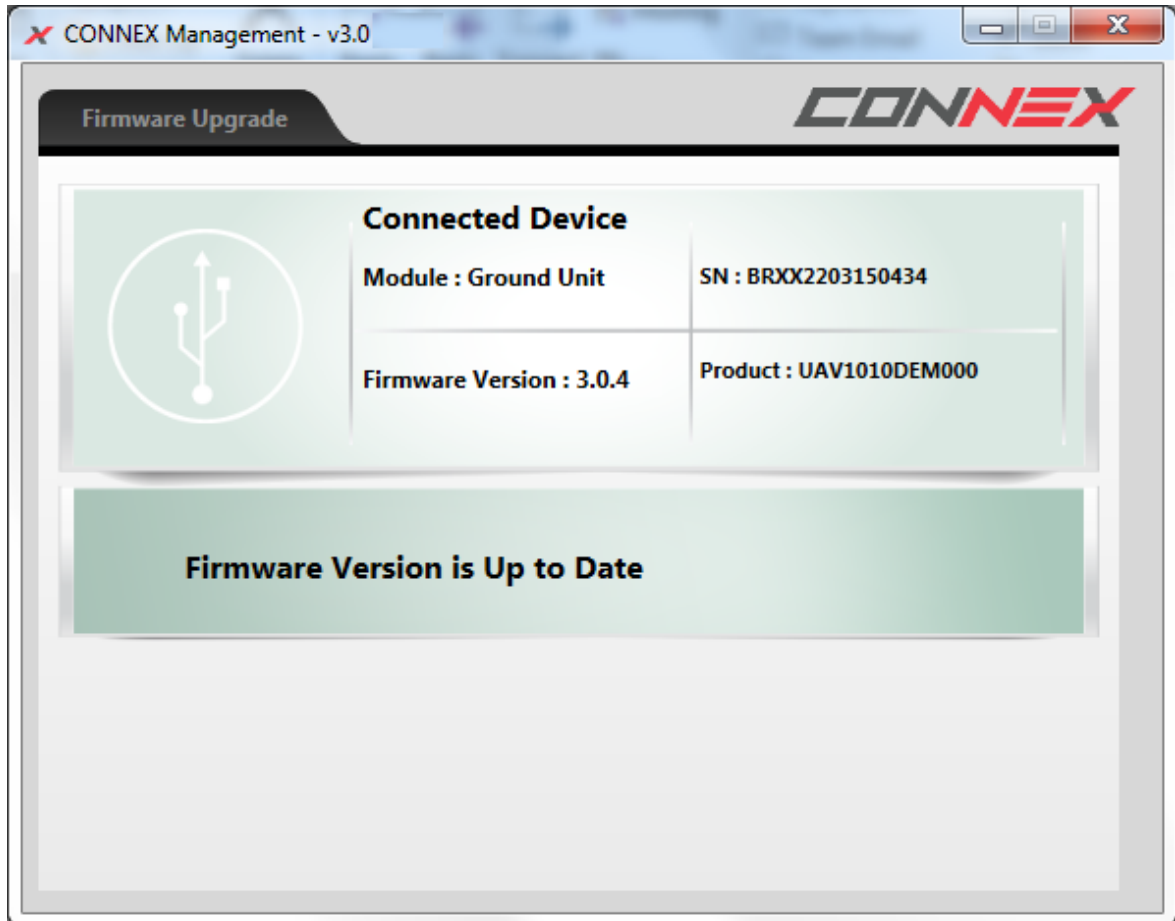 CONNEX Management - v3.0
Firmware Upgrade
CONNEX
Connected Device
Module : Ground Unit
SN : BRXX2203150434
Firmware Version : 3.0.4
Product : UAV1010DEM000
Firmware Version is Up to Date